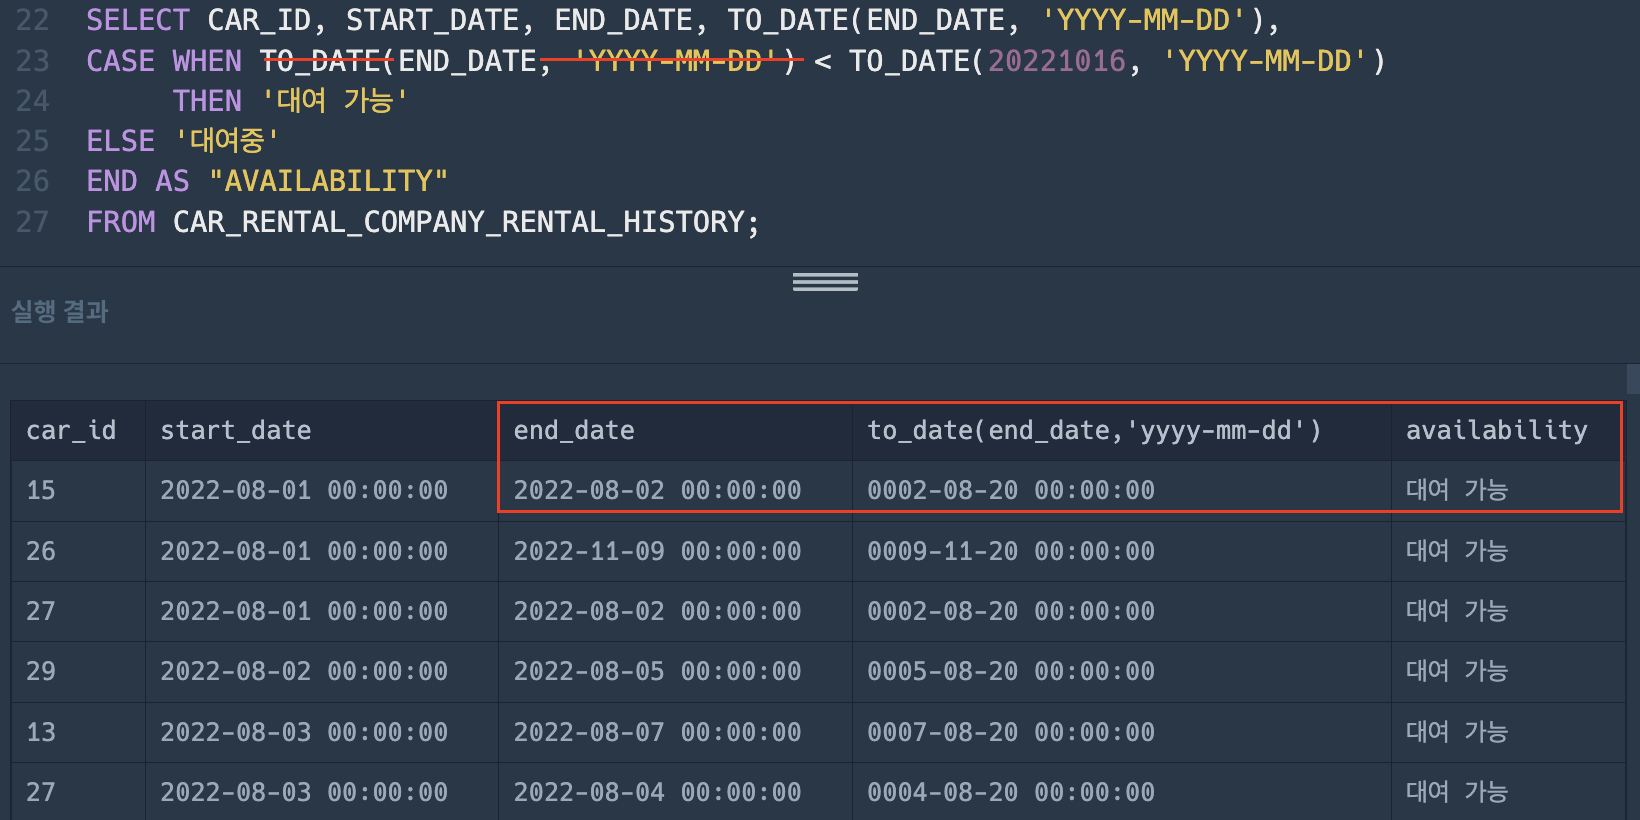 22 SELECT CAR_ID, START_DATE, END_DATE, TO_DATE(END_DATE, 'YYYY-MM-DD'),
23 CASE WHEN TO_DATE(END_DATE, 'YYYY-MM-DD') < TO_DATE(20221016, 'YYYY-MM-DD')
24 THEN '대여 가능'
25 ELSE '대여중'
26 END AS "AVAILABILITY"
27 FROM CAR_RENTAL_COMPANY_RENTAL_HISTORY;
실행 결과
car_id start_date end_date to_date(end_date,'yyyy-mm-dd') availability
15 2022-08-01 00:00:00 2022-08-02 00:00:00 0002-08-20 00:00:00 대여 가능
26 2022-08-01 00:00:00 2022-11-09 00:00:00 0009-11-20 00:00:00 대여 가능
27 2022-08-01 00:00:00 2022-08-02 00:00:00 0002-08-20 00:00:00 대여 가능
29 2022-08-02 00:00:00 2022-08-05 00:00:00 0005-08-20 00:00:00 대여 가능
13 2022-08-03 00:00:00 2022-08-07 00:00:00 0007-08-20 00:00:00 대여 가능
27 2022-08-03 00:00:00 2022-08-04 00:00:00 0004-08-20 00:00:00 대여 가능